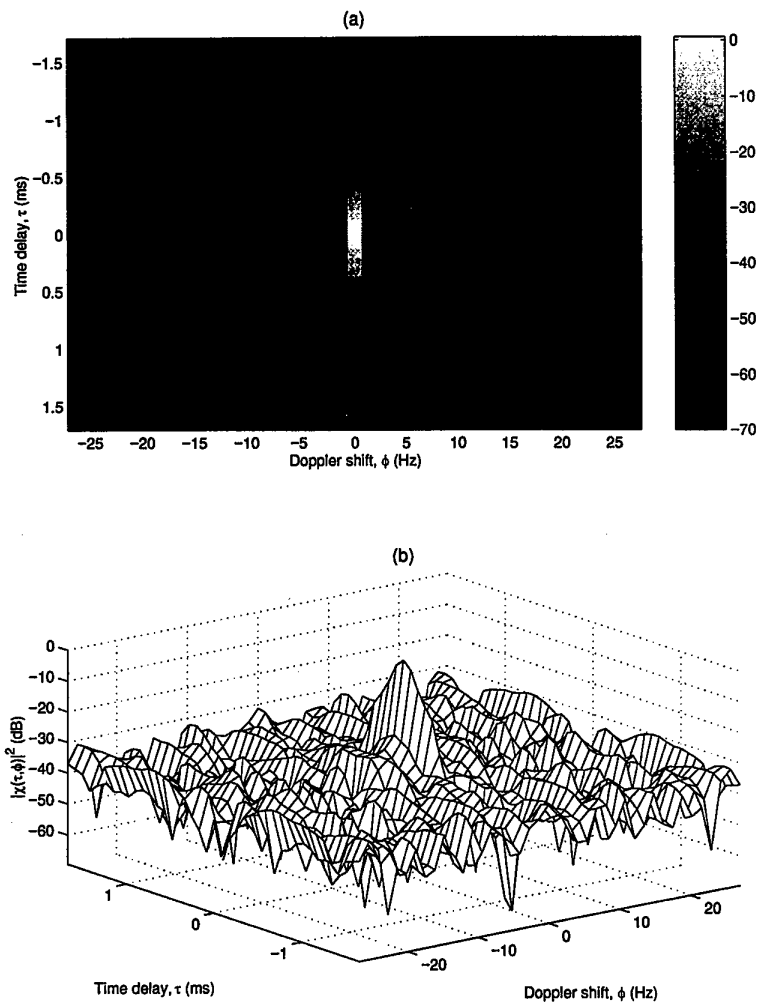 (a)
Time delay, τ (ms)
−1.5
−1
−0.5
0
0.5
1
1.5
−25 −20 −15 −10 −5 0 5 10 15 20 25
Doppler shift, ϕ (Hz)
0
−10
−20
−30
−40
−50
−60
−70
(b)
|χ(τ,ϕ)|² (dB)
0
−10
−20
−30
−40
−50
−60
1 0 −1
Time delay, τ (ms)
−20 −10 0 10 20
Doppler shift, ϕ (Hz)